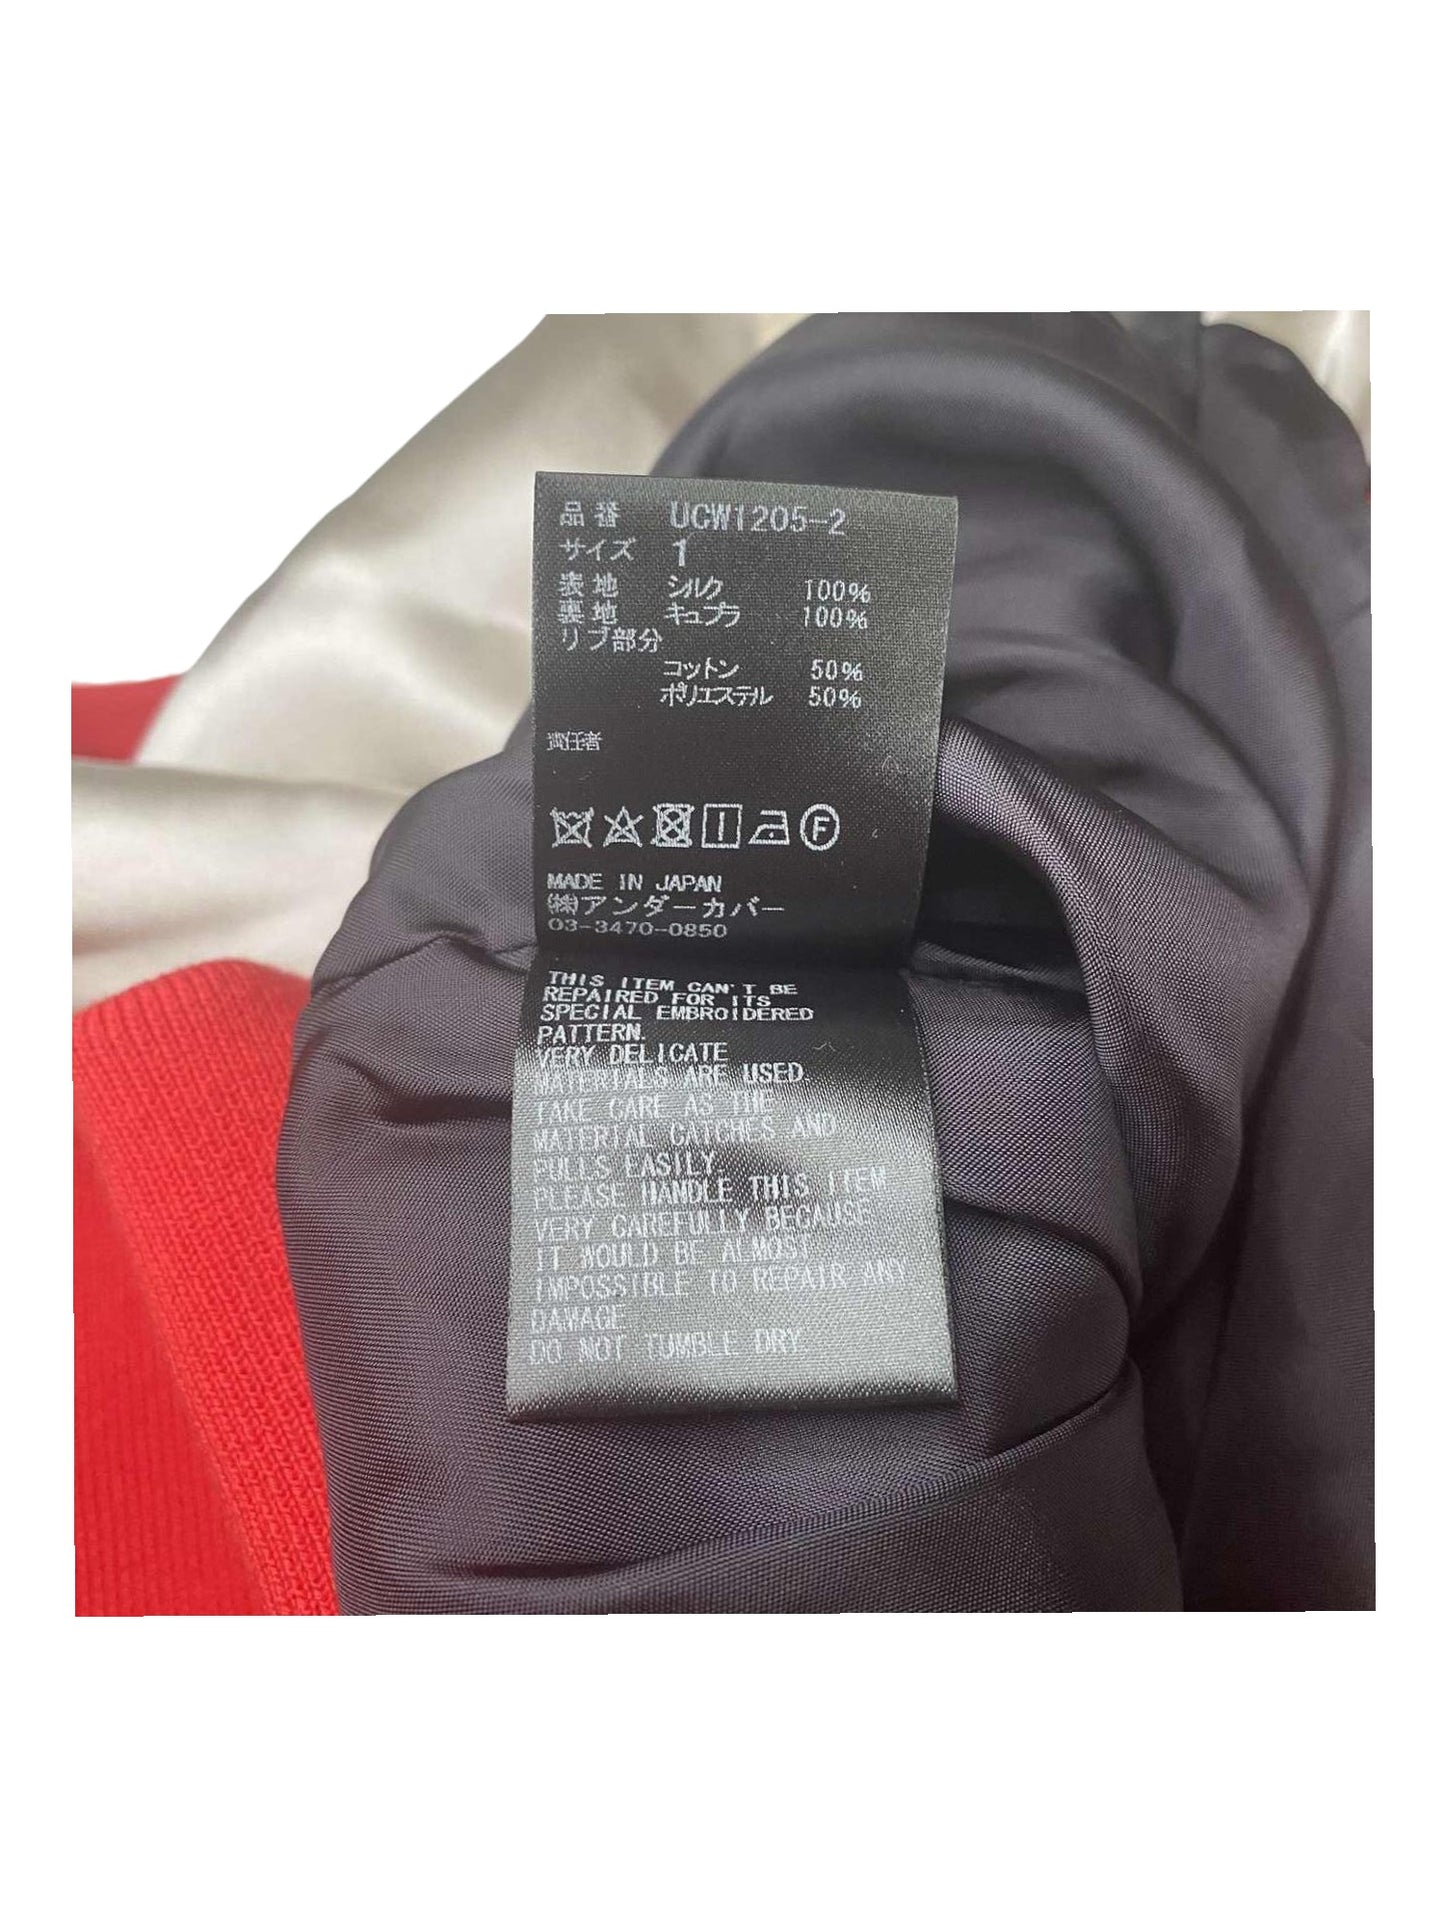 品番 UCW1205-2
サイズ 1
表地 シルク 100%
裏地 キュプラ 100%
リブ部分
コットン 50%
ポリエステル 50%
責任者
F
MADE IN JAPAN
(株)アンダーカバー
03-3470-0850
THIS ITEM CAN'T BE
REPAIRED FOR ITS
SPECIAL EMBROIDERED
PATTERN.
VERY DELICATE
MATERIALS ARE USED.
TAKE CARE AS THE
MATERIAL CATCHES AND
PULLS EASILY.
PLEASE HANDLE THIS ITEM
VERY CAREFULLY BECAUSE
IT WOULD BE ALMOST
IMPOSSIBLE TO REPAIR ANY
DAMAGE
DO NOT TUMBLE DRY.